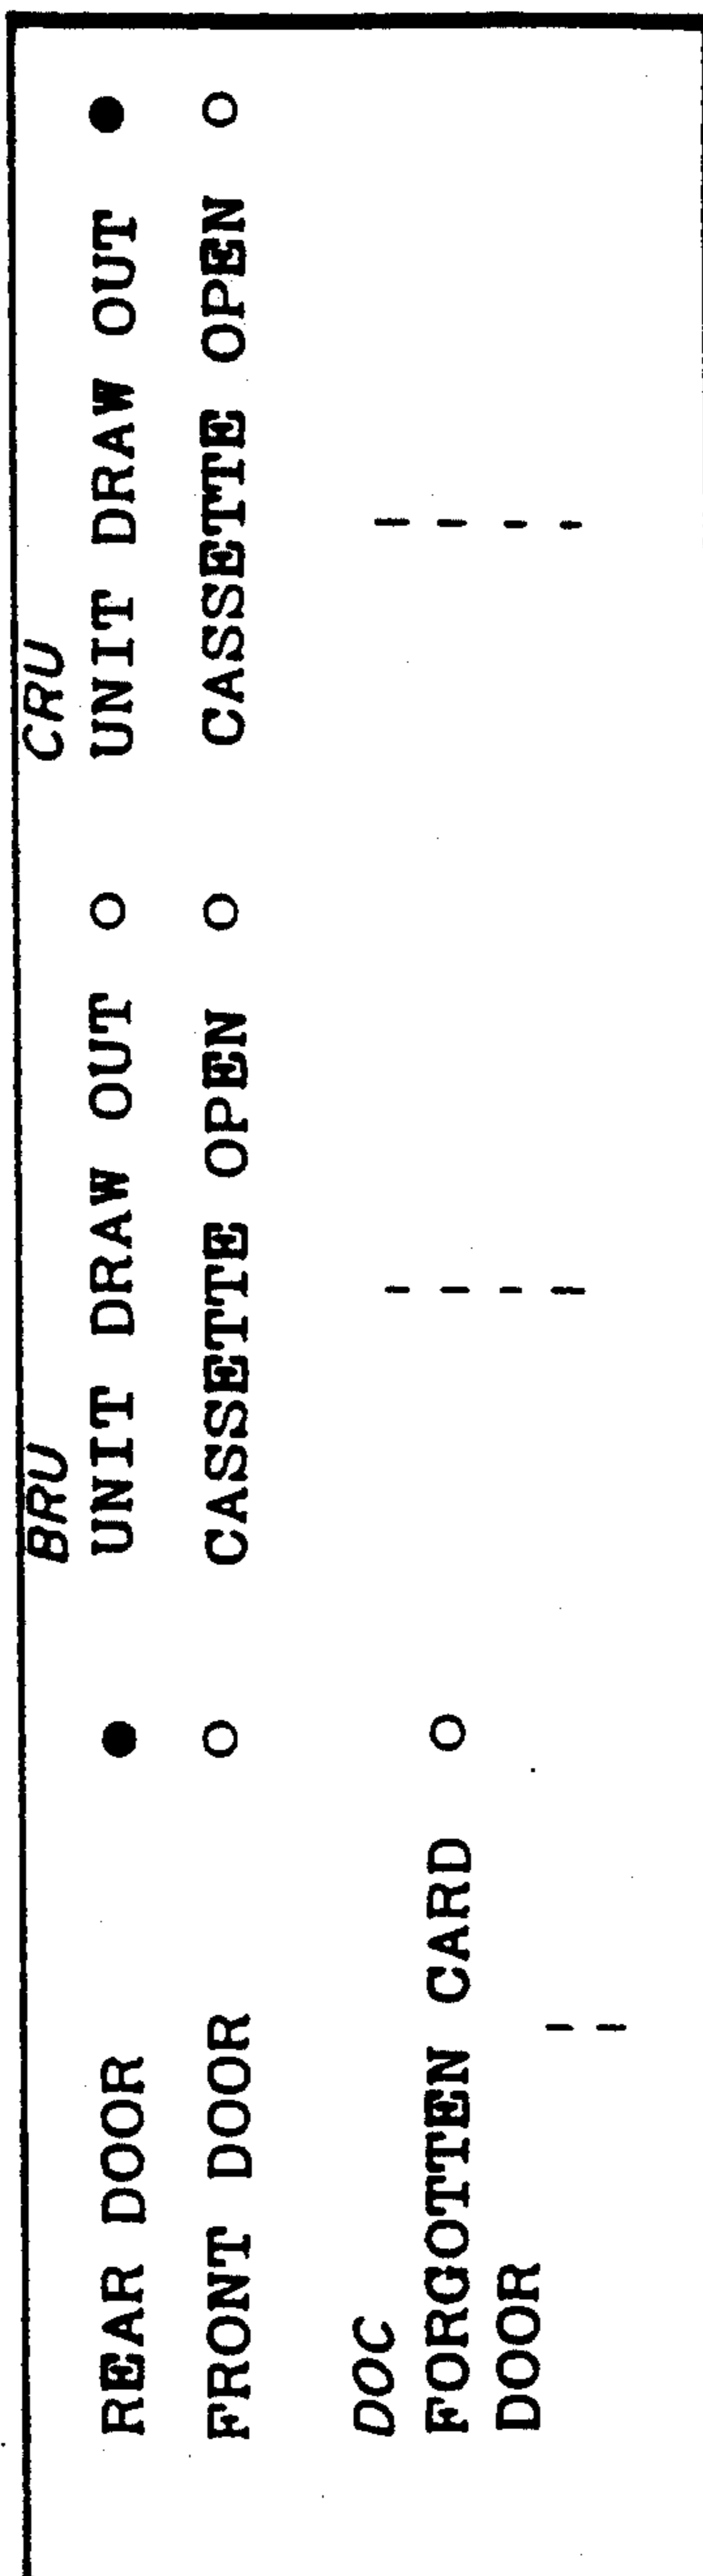 BRU CRU
REAR DOOR ● UNIT DRAW OUT ○ UNIT DRAW OUT ●
FRONT DOOR ○ CASSETTE OPEN ○ CASSETTE OPEN ○
DOC
FORGOTTEN CARD ○
DOOR